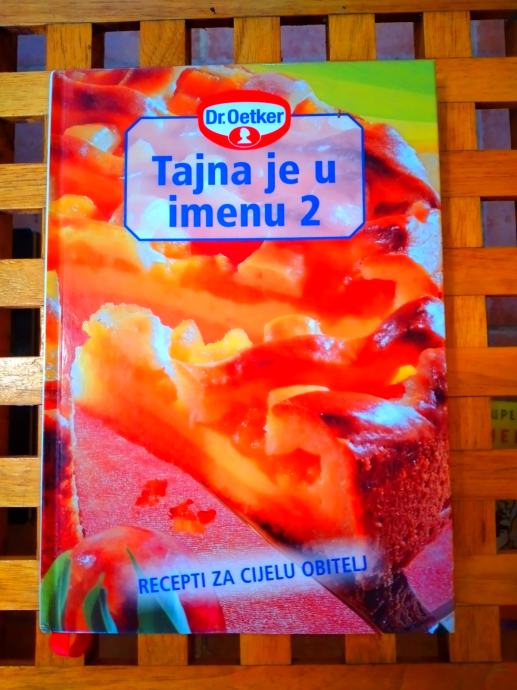 Dr.Oetker
Tajna je u
imenu 2
RECEPTI ZA CIJELU OBITELJ